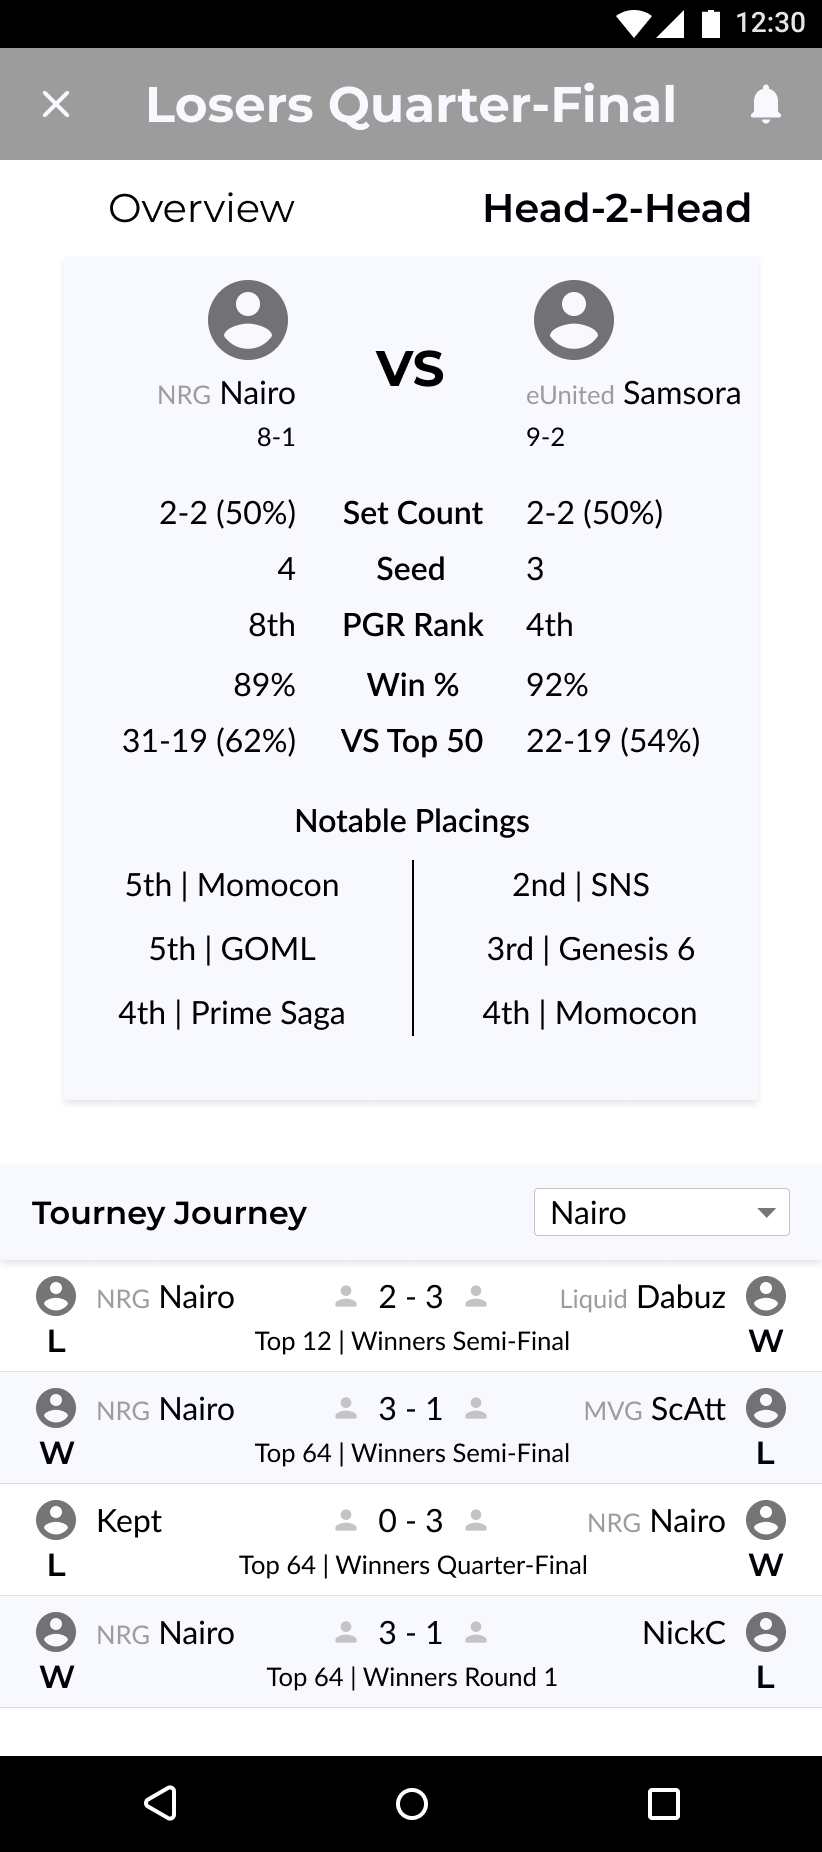 12:30
Losers Quarter-Final
Overview Head-2-Head
VS
NRG Nairo eUnited Samsora
8-1 9-2
2-2 (50%) Set Count 2-2 (50%)
4 Seed 3
8th PGR Rank 4th
89% Win % 92%
31-19 (62%) VS Top 50 22-19 (54%)
Notable Placings
5th | Momocon 2nd | SNS
5th | GOML 3rd | Genesis 6
4th | Prime Saga 4th | Momocon
Tourney Journey Nairo
NRG Nairo 2 - 3 Liquid Dabuz
L Top 12 | Winners Semi-Final W
NRG Nairo 3 - 1 MVG ScAtt
W Top 64 | Winners Semi-Final L
Kept 0 - 3 NRG Nairo
L Top 64 | Winners Quarter-Final W
NRG Nairo 3 - 1 NickC
W Top 64 | Winners Round 1 L